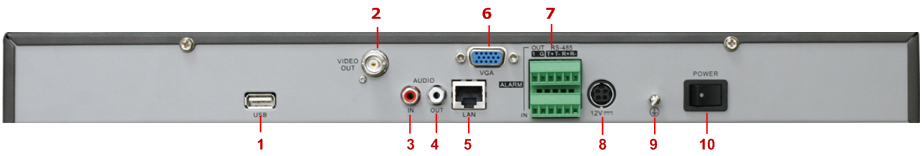 2
6
7
VIDEO
OUT
VGA
OUT RS-485
T+T-R+R-
ALARM
IN
AUDIO
IN
OUT
USB
LAN
12V
POWER
1
3
4
5
8
9
10